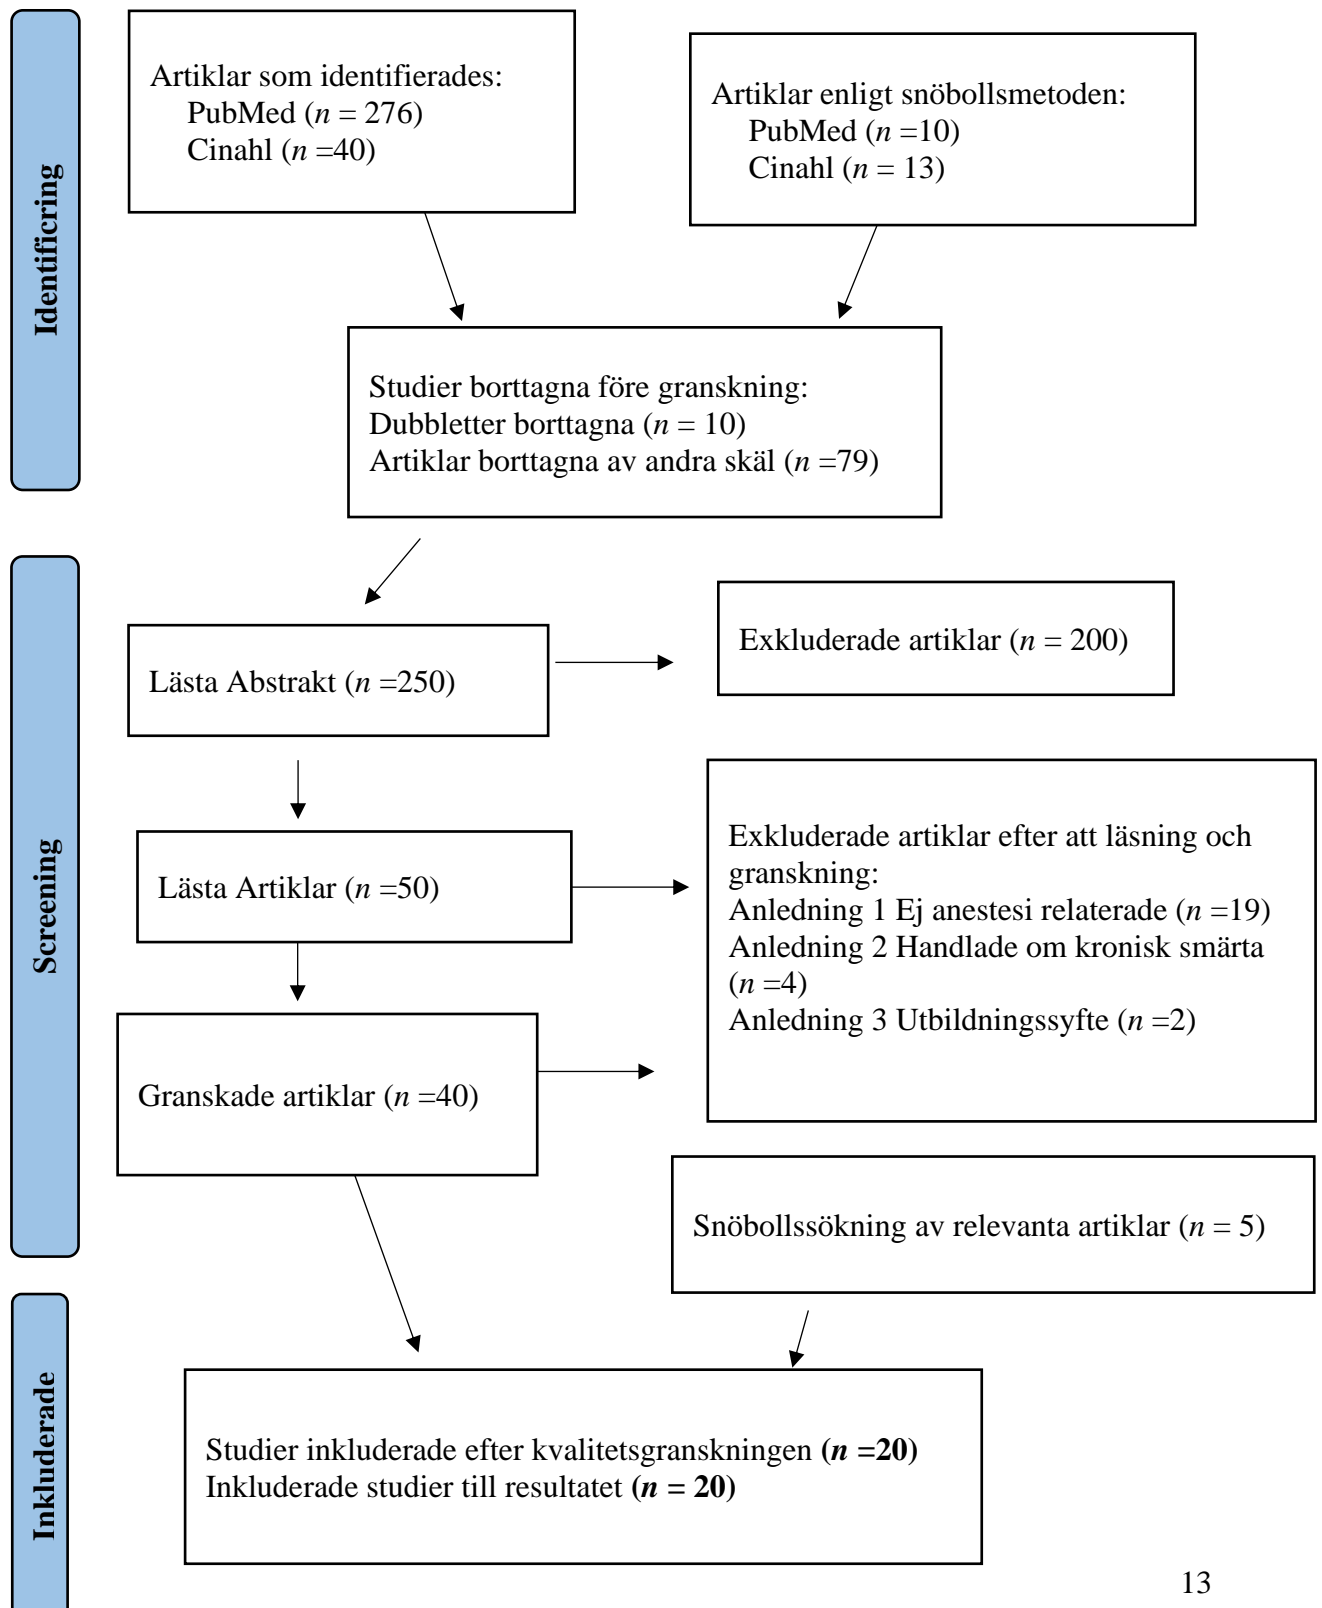 Identificring
Artiklar som identifierades:
PubMed (n = 276)
Cinahl (n =40)
Artiklar enligt snöbollsmetoden:
PubMed (n =10)
Cinahl (n = 13)
Studier borttagna före granskning:
Dubbletter borttagna (n = 10)
Artiklar borttagna av andra skäl (n =79)
Screening
Lästa Abstrakt (n =250)
Exkluderade artiklar (n = 200)
Lästa Artiklar (n =50)
Exkluderade artiklar efter att läsning och
granskning:
Anledning 1 Ej anestesi relaterade (n =19)
Anledning 2 Handlade om kronisk smärta
(n =4)
Anledning 3 Utbildningssyfte (n =2)
Granskade artiklar (n =40)
Snöbollssökning av relevanta artiklar (n = 5)
Inkluderade
Studier inkluderade efter kvalitetsgranskningen (n =20)
Inkluderade studier till resultatet (n = 20)
13